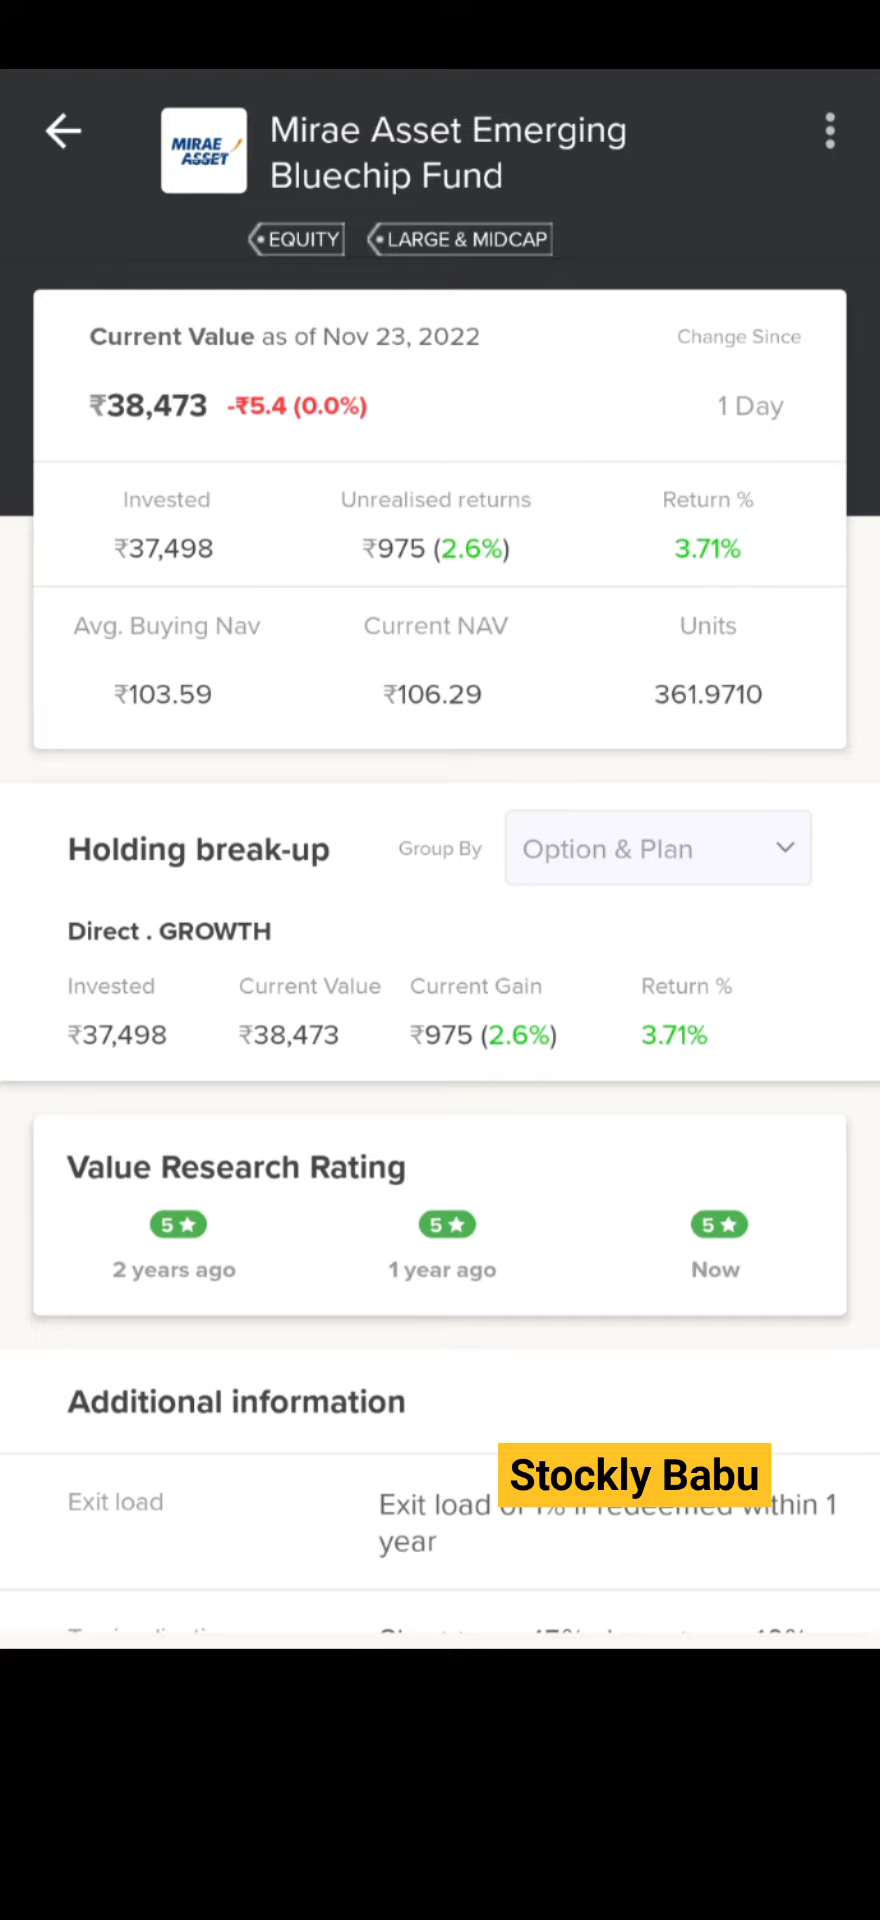 MIRAE
ASSET
Mirae Asset Emerging
Bluechip Fund
EQUITY
LARGE & MIDCAP
Current Value as of Nov 23, 2022
Change Since
₹38,473 -₹5.4 (0.0%)
1 Day
Invested Unrealised returns Return %
₹37,498 ₹975 (2.6%) 3.71%
Avg. Buying Nav Current NAV Units
₹103.59 ₹106.29 361.9710
Holding break-up Group By Option & Plan
Direct . GROWTH
Invested Current Value Current Gain Return %
₹37,498 ₹38,473 ₹975 (2.6%) 3.71%
Value Research Rating
5★ 5★ 5★
2 years ago 1 year ago Now
Additional information
Stockly Babu
Exit load Exit load within 1
year